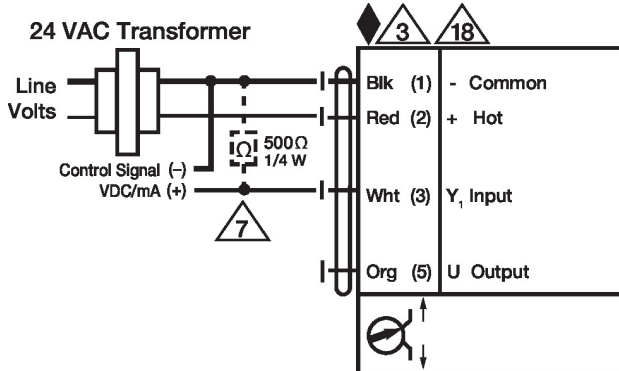 24 VAC Transformer
3
18
Line
Volts
Blk (1) - Common
Red (2) + Hot
Ω
500Ω
1/4 W
Control Signal (–)
VDC/mA (+)
Wht (3) Y1 Input
7
Org (5) U Output